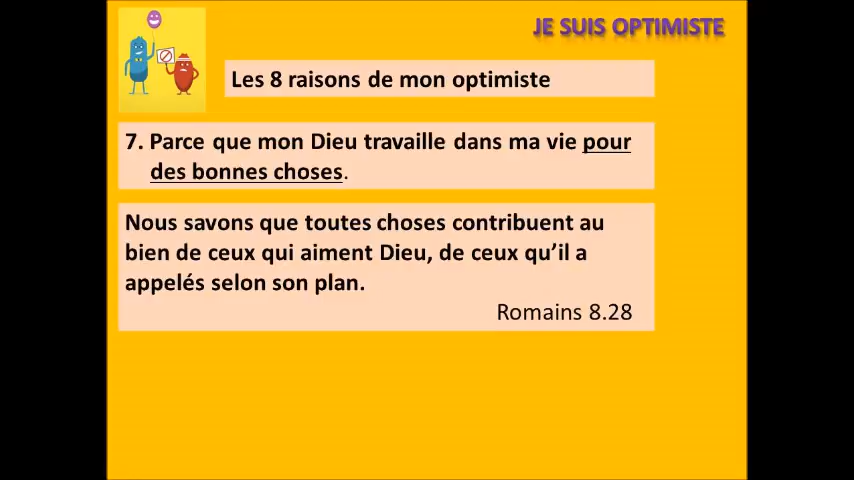 JE SUIS OPTIMISTE
Les 8 raisons de mon optimiste
7. Parce que mon Dieu travaille dans ma vie pour
des bonnes choses.
Nous savons que toutes choses contribuent au
bien de ceux qui aiment Dieu, de ceux qu’il a
appelés selon son plan.
Romains 8.28